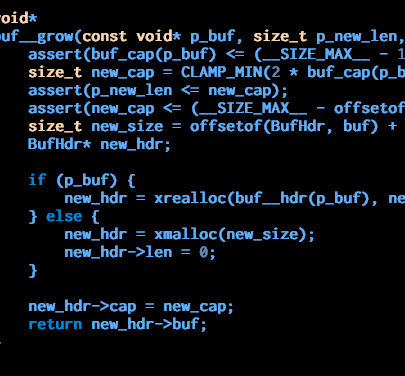 void*
buf__grow(const void* p_buf, size_t p_new_len,
assert(buf_cap(p_buf) <= (__SIZE_MAX__ - 1
size_t new_cap = CLAMP_MIN(2 * buf_cap(p_b
assert(p_new_len <= new_cap);
assert(new_cap <= (__SIZE_MAX__ - offsetof
size_t new_size = offsetof(BufHdr, buf) +
BufHdr* new_hdr;
if (p_buf) {
new_hdr = xrealloc(buf__hdr(p_buf), ne
} else {
new_hdr = xmalloc(new_size);
new_hdr->len = 0;
}
new_hdr->cap = new_cap;
return new_hdr->buf;